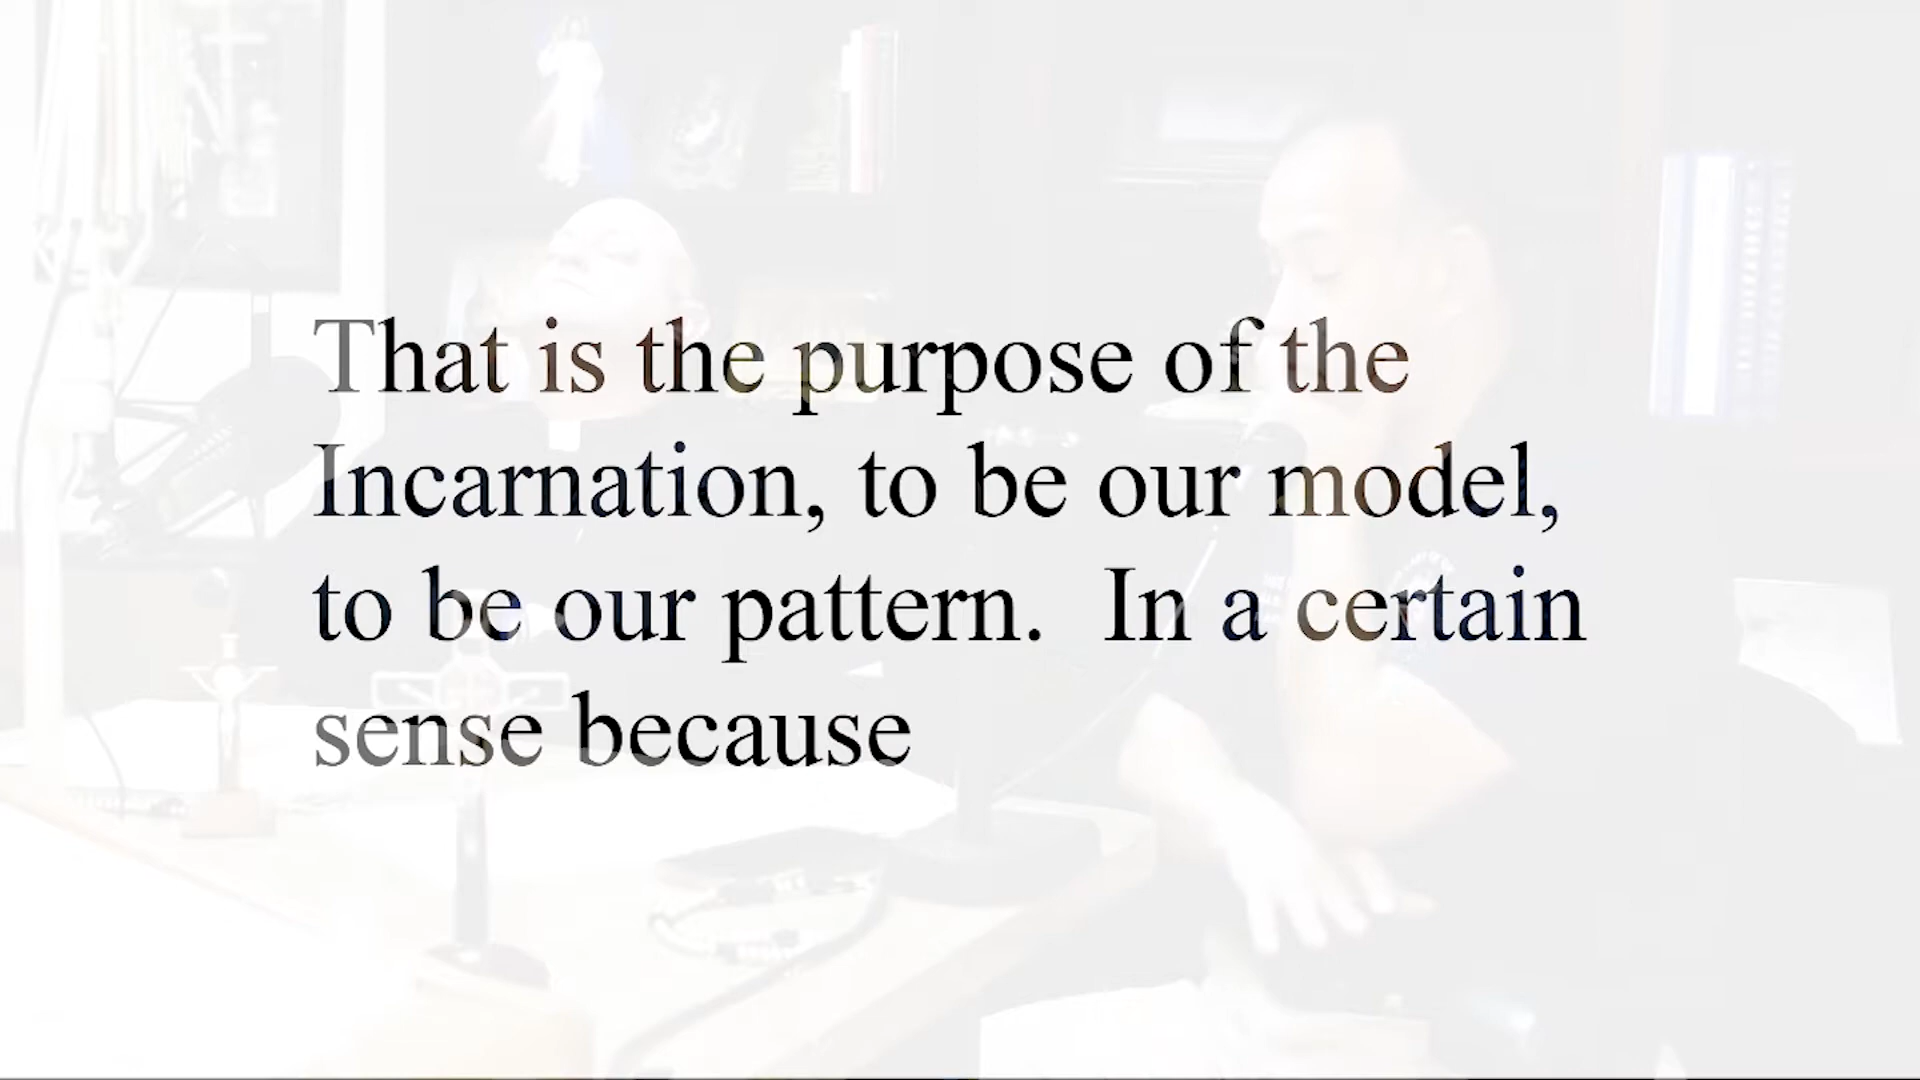 That is the purpose of the
Incarnation, to be our model,
to be our pattern.  In a certain
sense because